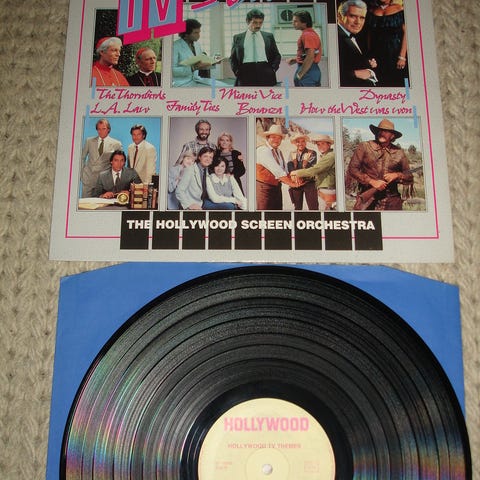 TV
The Thornbirds Miami Vice Dynasty
L.A. Law Family Ties Bonanza How the West was won
THE HOLLYWOOD SCREEN ORCHESTRA
HOLLYWOOD
HOLLYWOOD TV THEMES